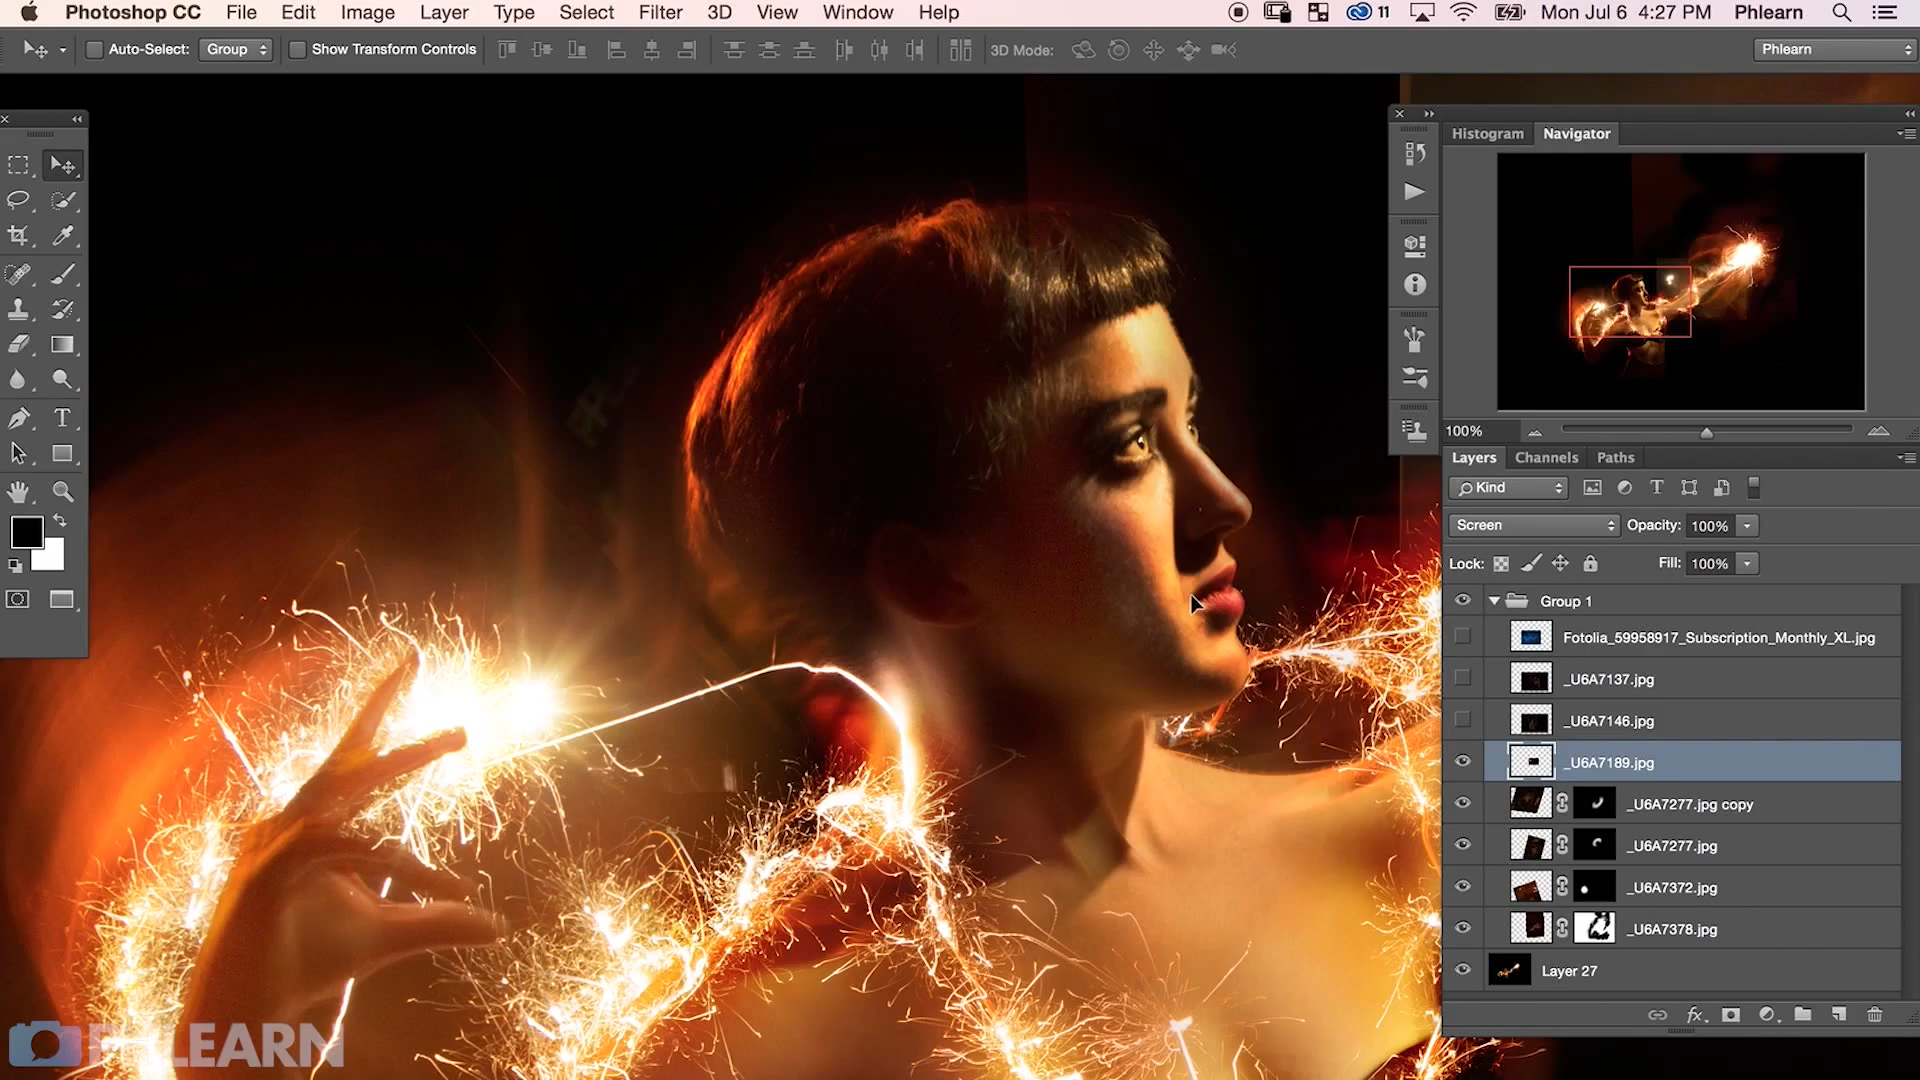 Photoshop CC File Edit Image Layer Type Select Filter 3D View Window Help 11 Mon Jul 6 4:27 PM Phlearn
Auto-Select: Group Show Transform Controls 3D Mode: Phlearn
Histogram Navigator
100%
Layers Channels Paths
Kind
Screen Opacity: 100%
Lock: Fill: 100%
Group 1
Fotolia_59958917_Subscription_Monthly_XL.jpg
_U6A7137.jpg
_U6A7146.jpg
_U6A7189.jpg
_U6A7277.jpg copy
_U6A7277.jpg
_U6A7372.jpg
_U6A7378.jpg
Layer 27
fx
PHLEARN